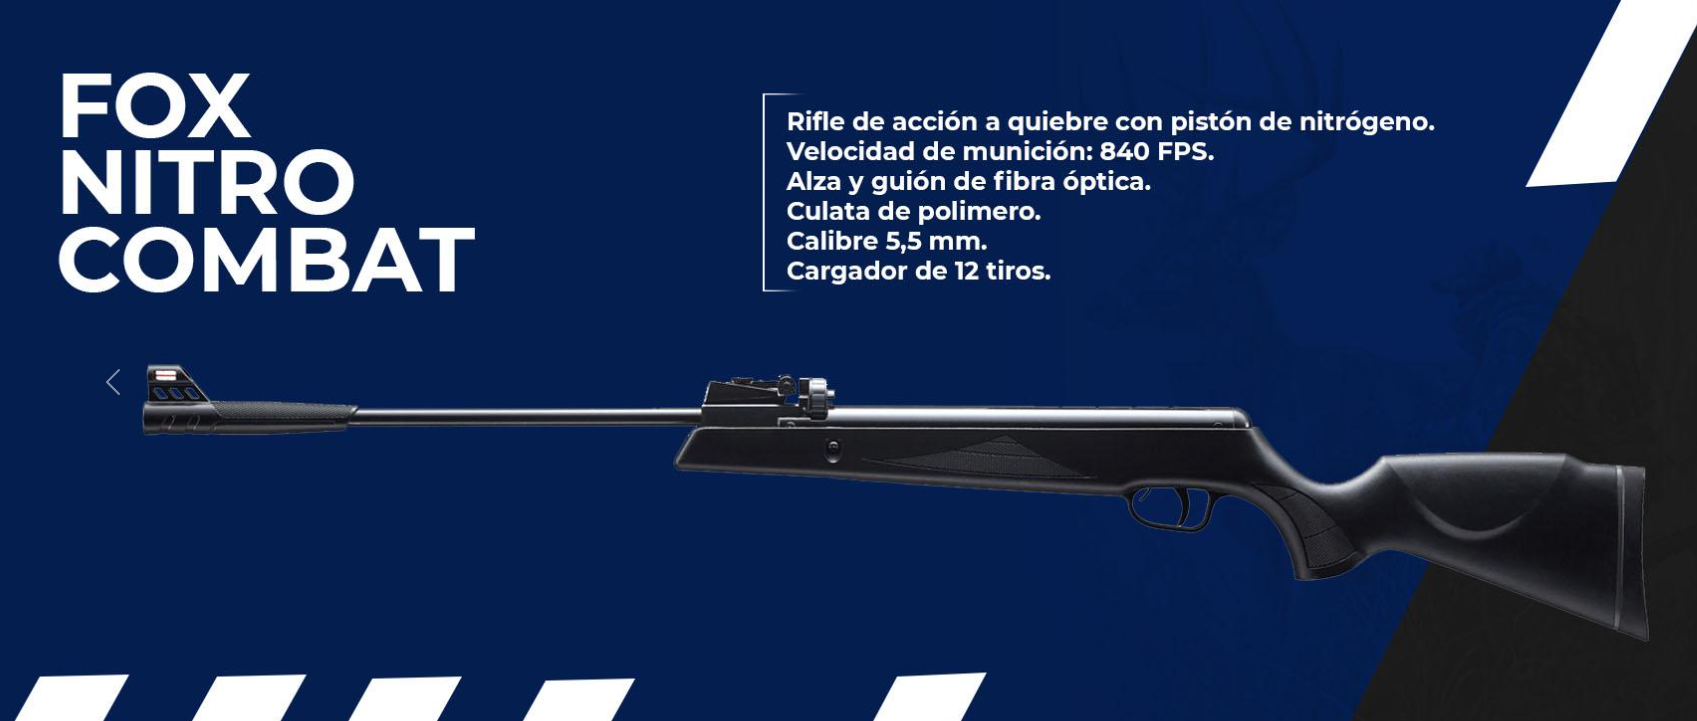 FOX
NITRO
COMBAT
Rifle de acción a quiebre con pistón de nitrógeno.
Velocidad de munición: 840 FPS.
Alza y guión de fibra óptica.
Culata de polimero.
Calibre 5,5 mm.
Cargador de 12 tiros.